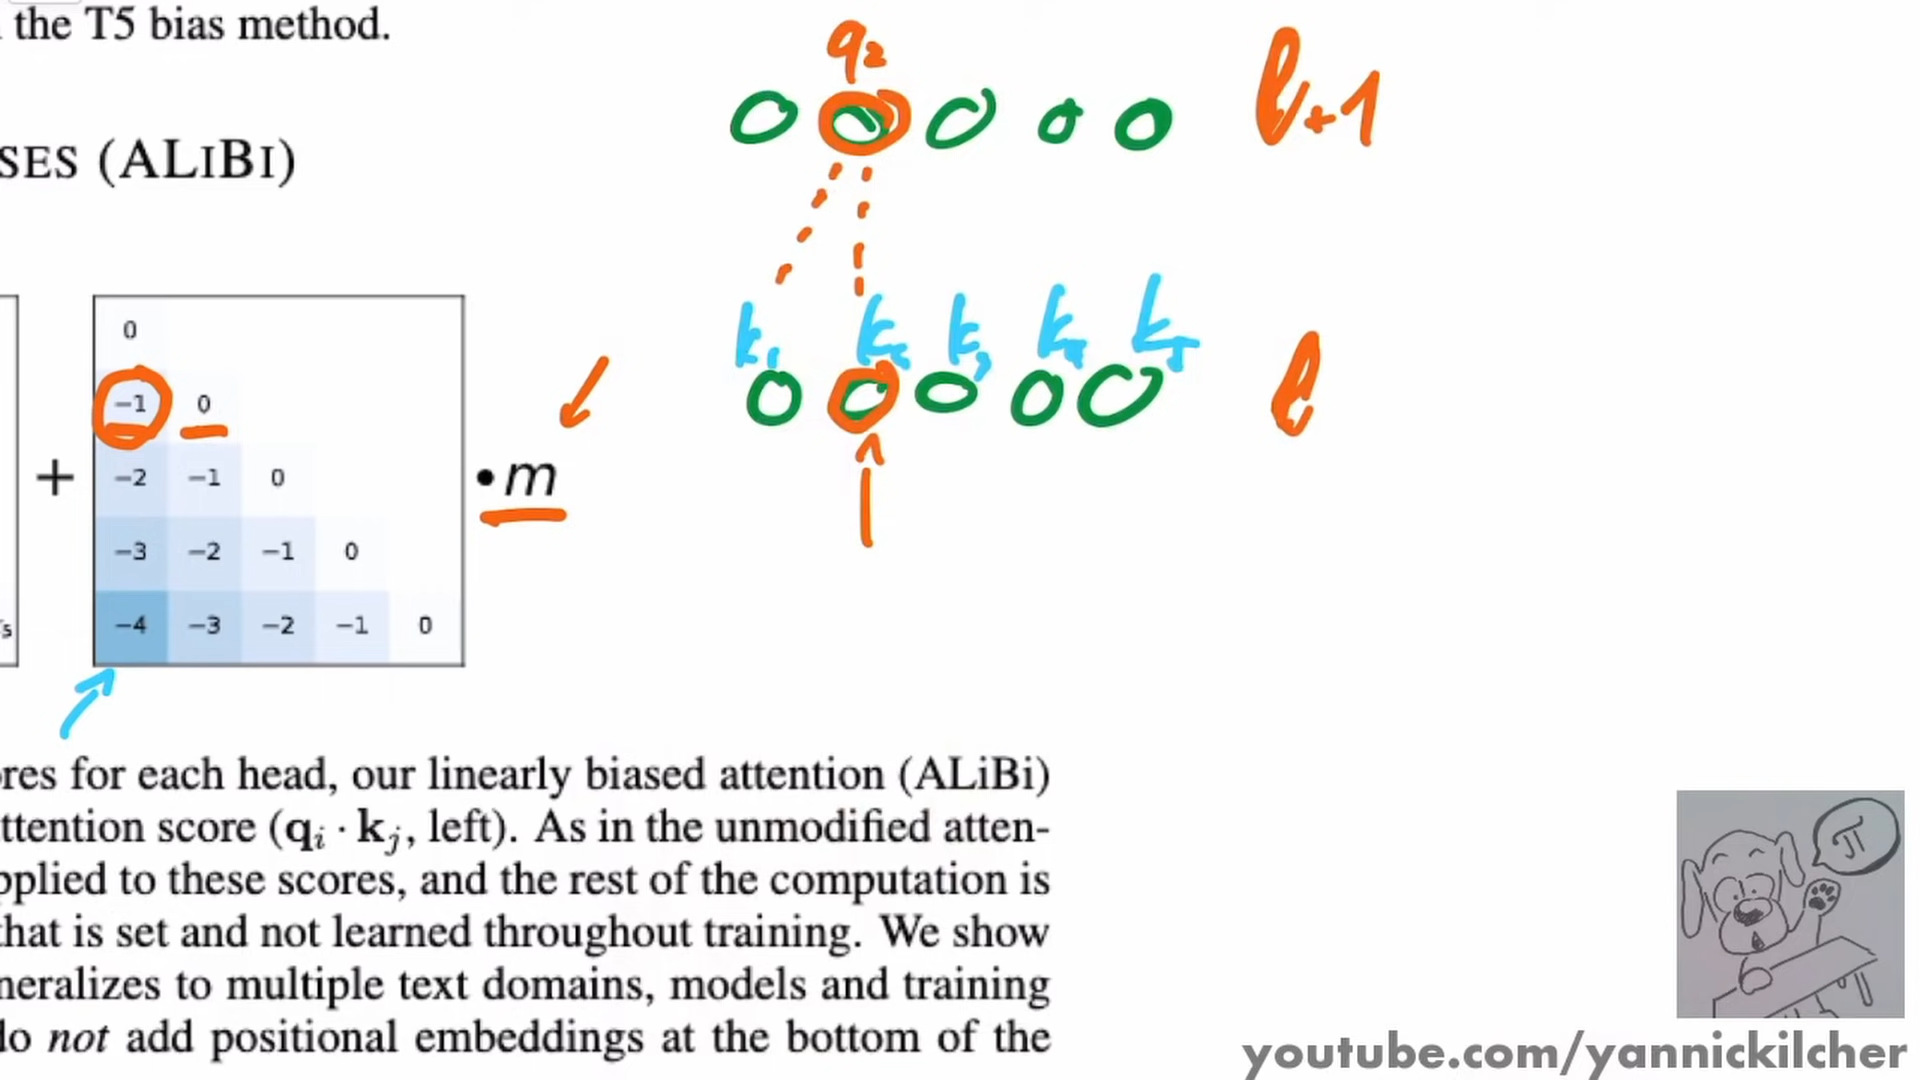 the T5 bias method.
q2
l+1
SES (ALIBI)
k1 k2 k3 k4 k5
l
0
-1 0
-2 -1 0
-3 -2 -1 0
-4 -3 -2 -1 0
+
•m
ores for each head, our linearly biased attention (ALiBi)
ttention score (qi · kj, left). As in the unmodified atten-
pplied to these scores, and the rest of the computation is
that is set and not learned throughout training. We show
neralizes to multiple text domains, models and training
do not add positional embeddings at the bottom of the
π
youtube.com/yannickilcher